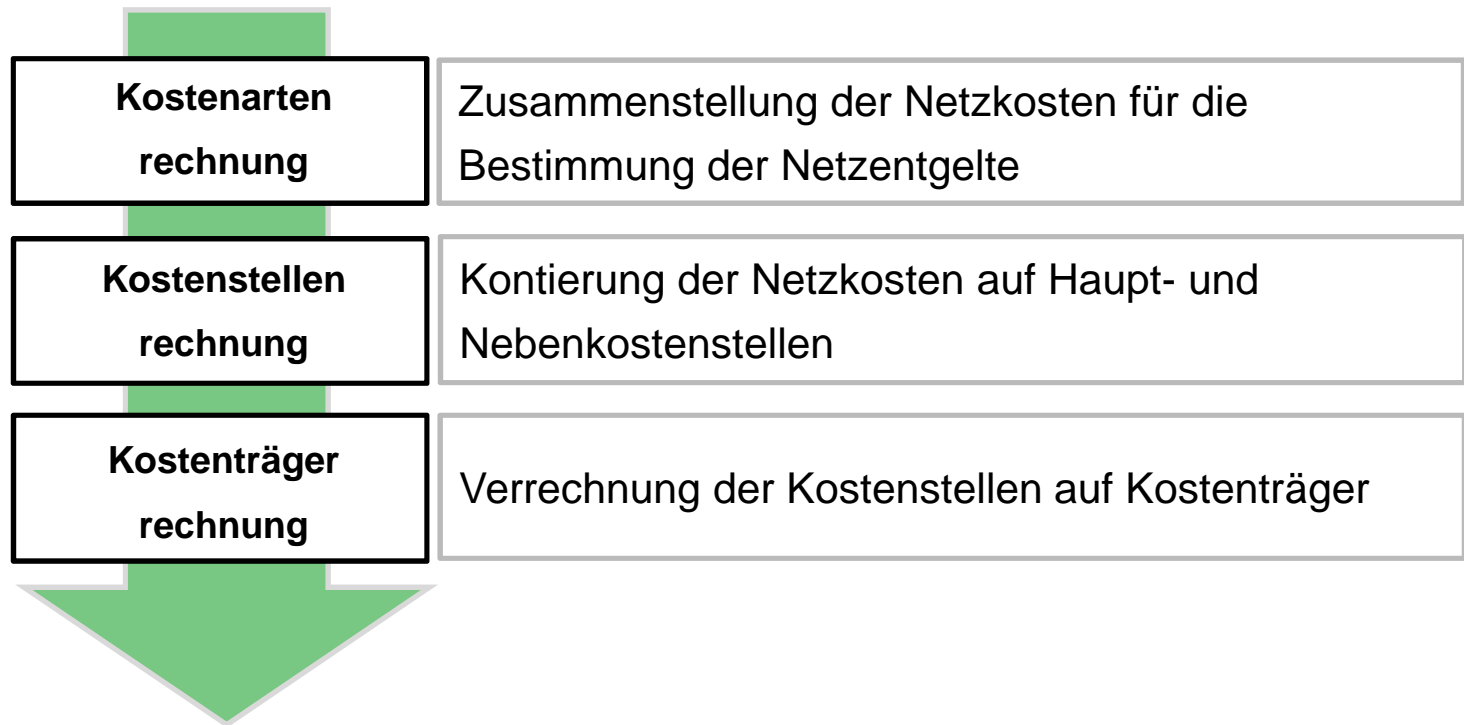 Kostenarten
rechnung
Zusammenstellung der Netzkosten für die
Bestimmung der Netzentgelte
Kostenstellen
rechnung
Kontierung der Netzkosten auf Haupt- und
Nebenkostenstellen
Kostenträger
rechnung
Verrechnung der Kostenstellen auf Kostenträger